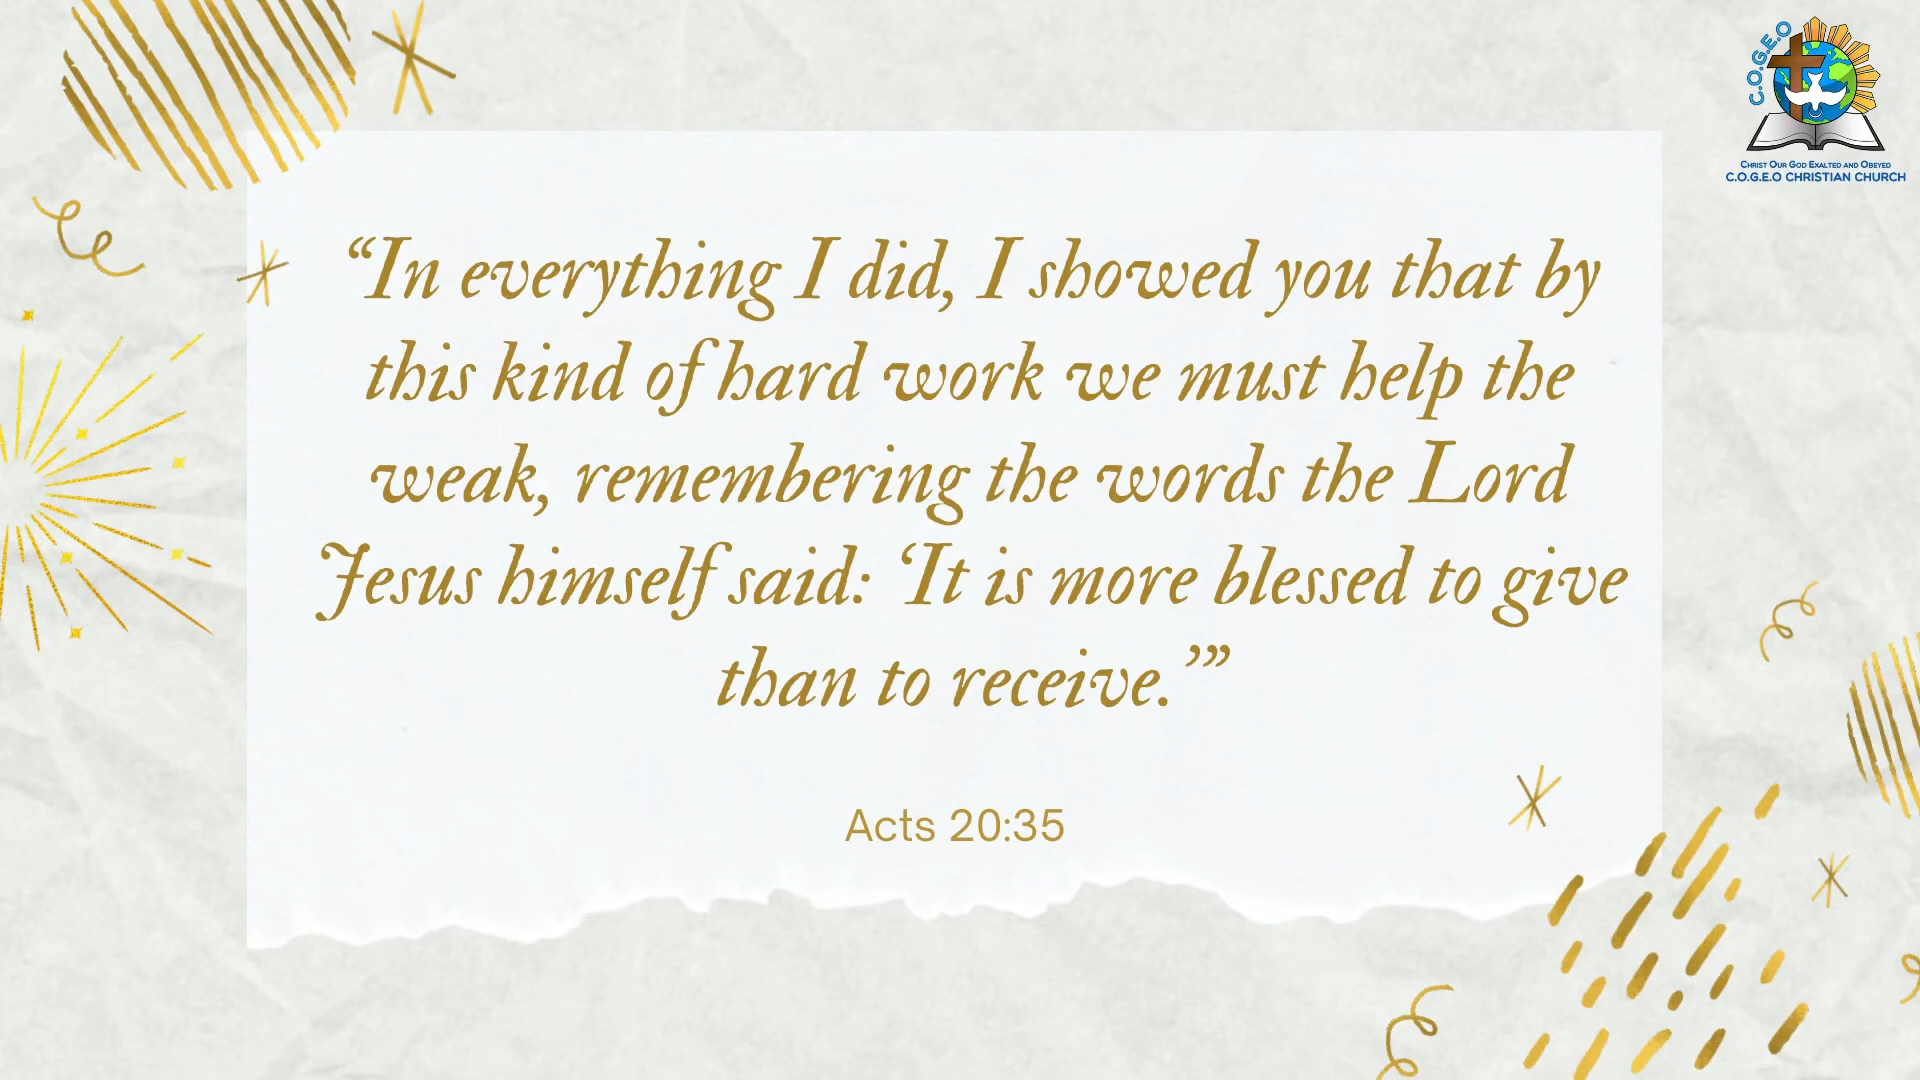 C.O.G.E.O
CHRIST OUR GOD EXALTED AND OBEYED
C.O.G.E.O CHRISTIAN CHURCH
“In everything I did, I showed you that by
this kind of hard work we must help the
weak, remembering the words the Lord
Jesus himself said: ‘It is more blessed to give
than to receive.’”
Acts 20:35